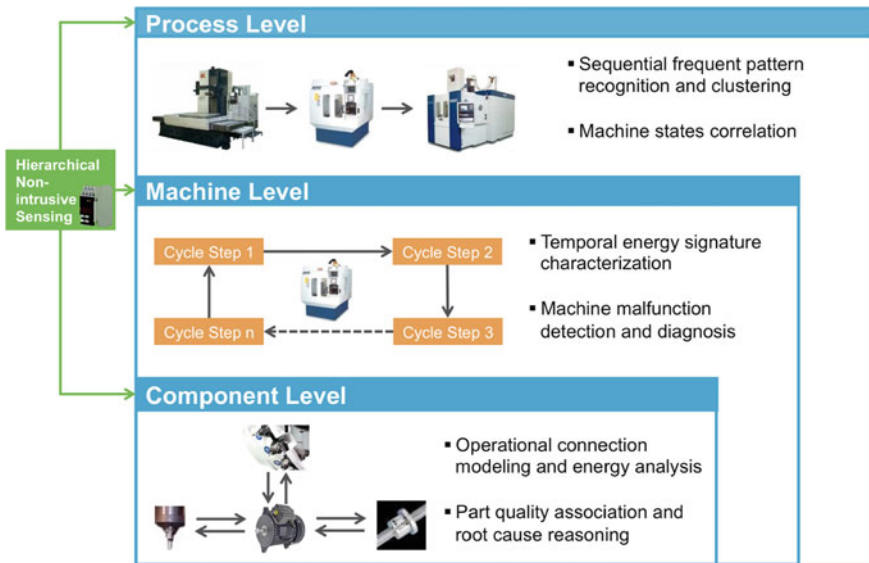 Process Level
▪ Sequential frequent pattern
recognition and clustering
▪ Machine states correlation
Hierarchical
Non-
intrusive
Sensing
Machine Level
Cycle Step 1
Cycle Step 2
Cycle Step n
Cycle Step 3
▪ Temporal energy signature
characterization
▪ Machine malfunction
detection and diagnosis
Component Level
▪ Operational connection
modeling and energy analysis
▪ Part quality association and
root cause reasoning